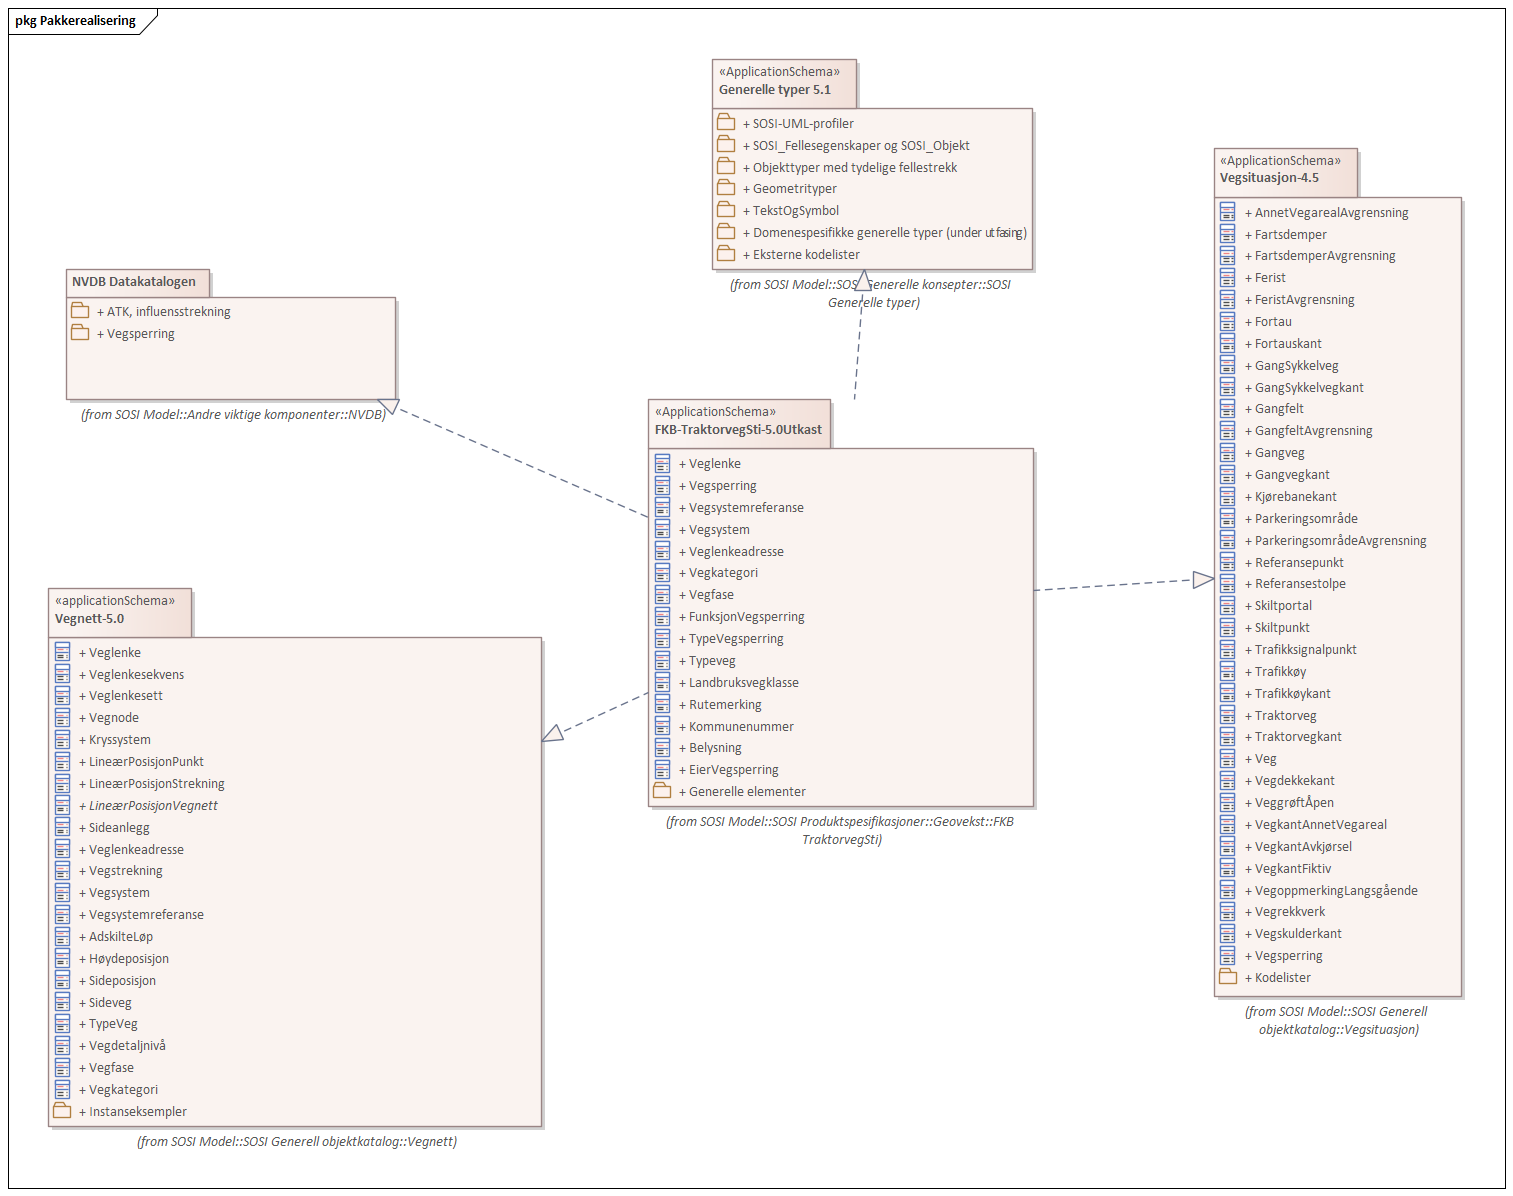 pkg Pakkerealisering
«ApplicationSchema»
Generelle typer 5.1
+ SOSI-UML-profiler
+ SOSI_Fellesegenskaper og SOSI_Objekt
+ Objekttyper med tydelige fellestrekk
+ Geometrityper
+ TekstOgSymbol
+ Domenespesifikke generelle typer (under utfasing)
+ Eksterne kodelister
(from SOSI Model::SOSI Generelle konsepter::SOSI
Generelle typer)
NVDB Datakatalogen
+ ATK, influensstrekning
+ Vegsperring
(from SOSI Model::Andre viktige komponenter::NVDB)
«ApplicationSchema»
FKB-TraktorvegSti-5.0Utkast
+ Veglenke
+ Vegsperring
+ Vegsystemreferanse
+ Vegsystem
+ Veglenkeadresse
+ Vegkategori
+ Vegfase
+ FunksjonVegsperring
+ TypeVegsperring
+ Typeveg
+ Landbruksvegklasse
+ Rutemerking
+ Kommunenummer
+ Belysning
+ EierVegsperring
+ Generelle elementer
(from SOSI Model::SOSI Produktspesifikasjoner::Geovekst::FKB
TraktorvegSti)
«applicationSchema»
Vegnett-5.0
+ Veglenke
+ Veglenkesekvens
+ Veglenkesett
+ Vegnode
+ Kryssystem
+ LineærPosisjonPunkt
+ LineærPosisjonStrekning
+ LineærPosisjonVegnett
+ Sideanlegg
+ Veglenkeadresse
+ Vegstrekning
+ Vegsystem
+ Vegsystemreferanse
+ AdskilteLøp
+ Høydeposisjon
+ Sideposisjon
+ Sideveg
+ TypeVeg
+ Vegdetaljnivå
+ Vegfase
+ Vegkategori
+ Instanseksempler
(from SOSI Model::SOSI Generell objektkatalog::Vegnett)
«ApplicationSchema»
Vegsituasjon-4.5
+ AnnetVegarealAvgrensning
+ Fartsdemper
+ FartsdemperAvgrensning
+ Ferist
+ FeristAvgrensning
+ Fortau
+ Fortauskant
+ GangSykkelveg
+ GangSykkelvegkant
+ Gangfelt
+ GangfeltAvgrensning
+ Gangveg
+ Gangvegkant
+ Kjørebanekant
+ Parkeringsområde
+ ParkeringsområdeAvgrensning
+ Referansepunkt
+ Referansestolpe
+ Skiltportal
+ Skiltpunkt
+ Trafikksignalpunkt
+ Trafikkøy
+ Trafikkøykant
+ Traktorveg
+ Traktorvegkant
+ Veg
+ Vegdekkekant
+ VeggrøftÅpen
+ VegkantAnnetVegareal
+ VegkantAvkjørsel
+ VegkantFiktiv
+ VegoppmerkingLangsgående
+ Vegrekkverk
+ Vegskulderkant
+ Vegsperring
+ Kodelister
(from SOSI Model::SOSI Generell
objektkatalog::Vegsituasjon)